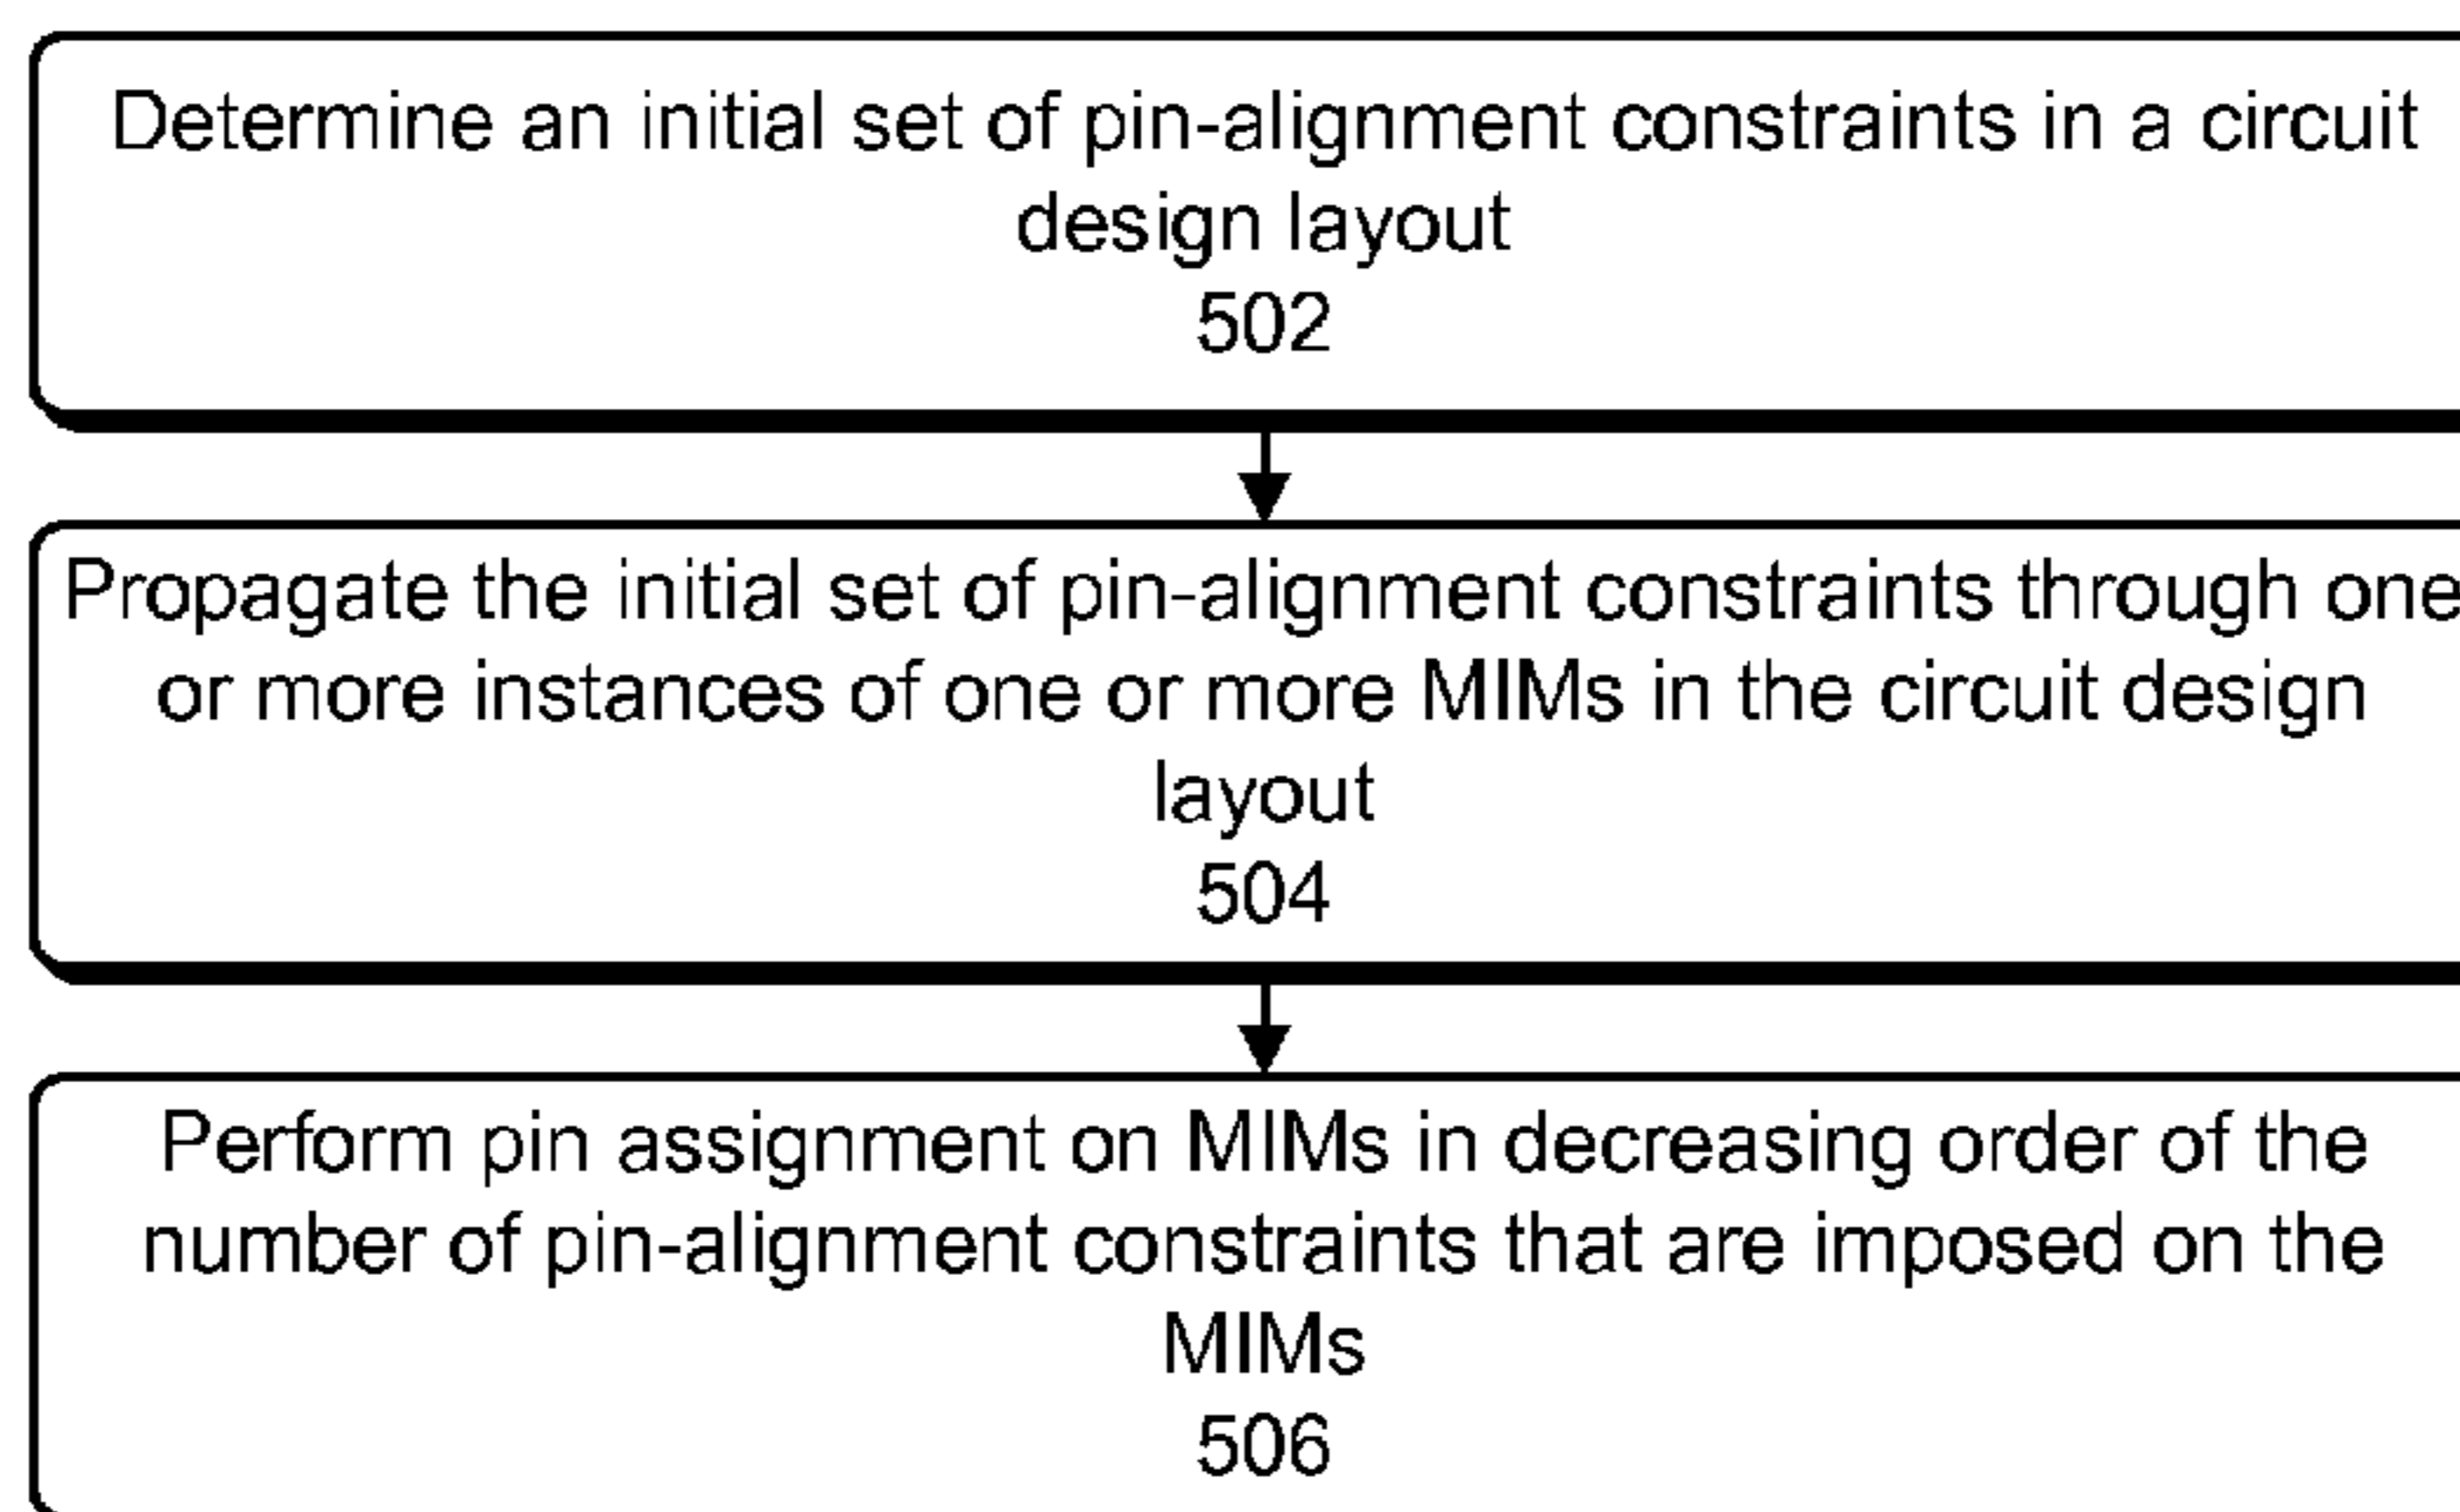 Determine an initial set of pin-alignment constraints in a circuit
design layout
502
Propagate the initial set of pin-alignment constraints through one
or more instances of one or more MIMs in the circuit design
layout
504
Perform pin assignment on MIMs in decreasing order of the
number of pin-alignment constraints that are imposed on the
MIMs
506